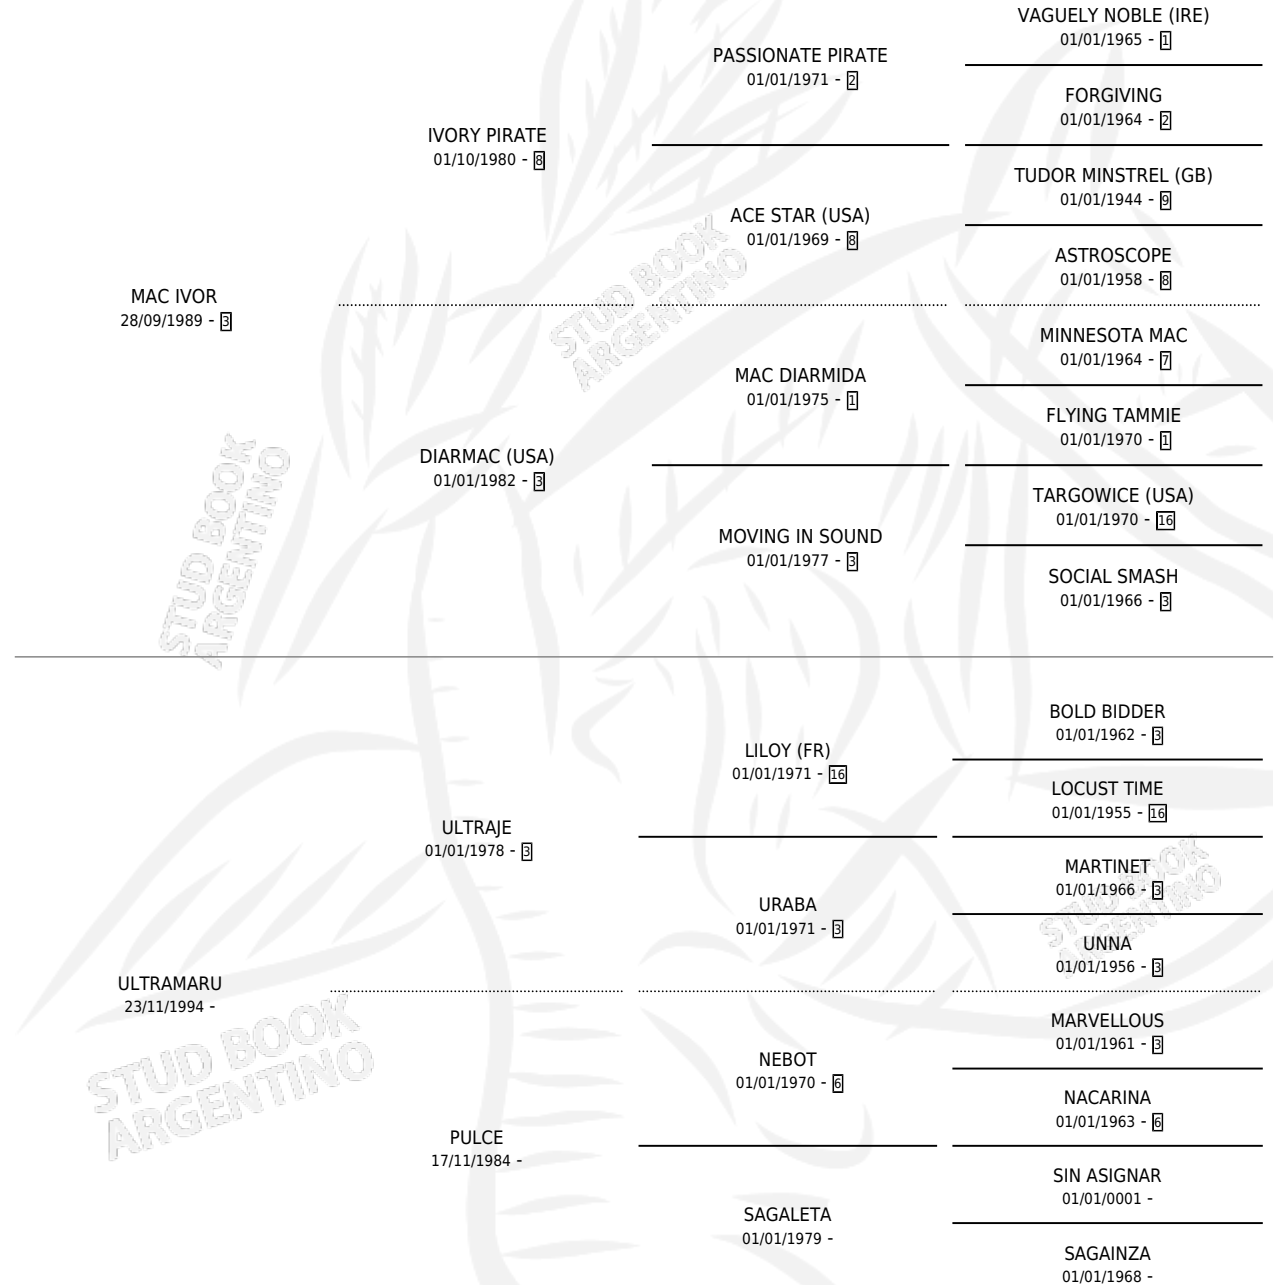 VAGUELY NOBLE (IRE)
01/01/1965 - 1
PASSIONATE PIRATE
01/01/1971 - 2
FORGIVING
01/01/1964 - 2
IVORY PIRATE
01/10/1980 - 8
TUDOR MINSTREL (GB)
01/01/1944 - 9
ACE STAR (USA)
01/01/1969 - 8
ASTROSCOPE
01/01/1958 - 8
MAC IVOR
28/09/1989 - 3
MINNESOTA MAC
01/01/1964 - 7
MAC DIARMIDA
01/01/1975 - 1
FLYING TAMMIE
01/01/1970 - 1
DIARMAC (USA)
01/01/1982 - 3
TARGOWICE (USA)
01/01/1970 - 16
MOVING IN SOUND
01/01/1977 - 3
SOCIAL SMASH
01/01/1966 - 3
BOLD BIDDER
01/01/1962 - 3
LILOY (FR)
01/01/1971 - 16
LOCUST TIME
01/01/1955 - 16
ULTRAJE
01/01/1978 - 3
MARTINET
01/01/1966 - 3
URABA
01/01/1971 - 3
UNNA
01/01/1956 - 3
ULTRAMARU
23/11/1994 -
MARVELLOUS
01/01/1961 - 3
NEBOT
01/01/1970 - 6
NACARINA
01/01/1963 - 6
PULCE
17/11/1984 -
SIN ASIGNAR
01/01/0001 -
SAGALETA
01/01/1979 -
SAGAINZA
01/01/1968 -
STUD BOOK
ARGENTINO
STUD BOOK
ARGENTINO
STUD BOOK
ARGENTINO
STUD BOOK
ARGENTINO